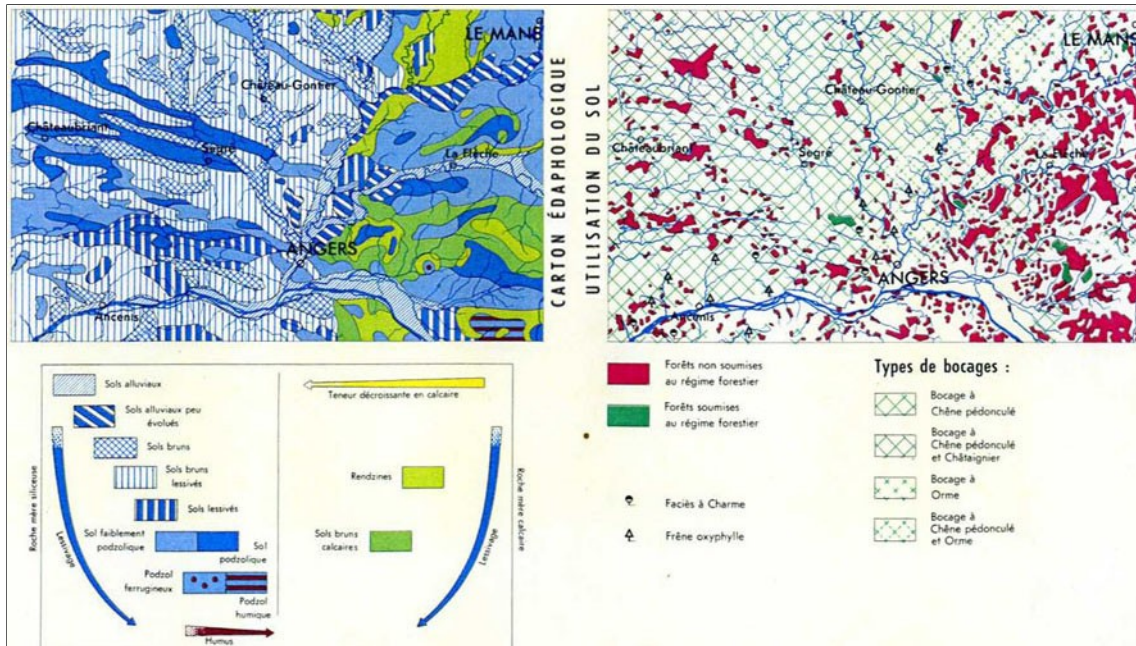 LE MANS
Château-Gontier
Châteaubriant
Segré
La Flèche
ANGERS
Ancenis
CARTON ÉDAPHOLOGIQUE
UTILISATION DU SOL
LE MANS
Château-Gontier
Châteaubriant
Segré
La Flèche
ANGERS
Ancenis
Sols alluviaux
Sols alluviaux peu
évolués
Sols bruns
Sols bruns
lessivés
Sols lessivés
Sol faiblement
podzolique
Sol
podzolique
Podzol
ferrugineux
Podzol
humique
Humus
Roche mère siliceuse
Lessivage
Teneur décroissante en calcaire
Rendzines
Sols bruns
calcaires
Lessivage
Roche mère calcaire
Forêts non soumises
au régime forestier
Forêts soumises
au régime forestier
Faciès à Charme
Frêne oxyphylle
Types de bocages :
Bocage à
Chêne pédonculé
Bocage à
Chêne pédonculé
et Châtaignier
Bocage à
Orme
Bocage à
Chêne pédonculé
et Orme